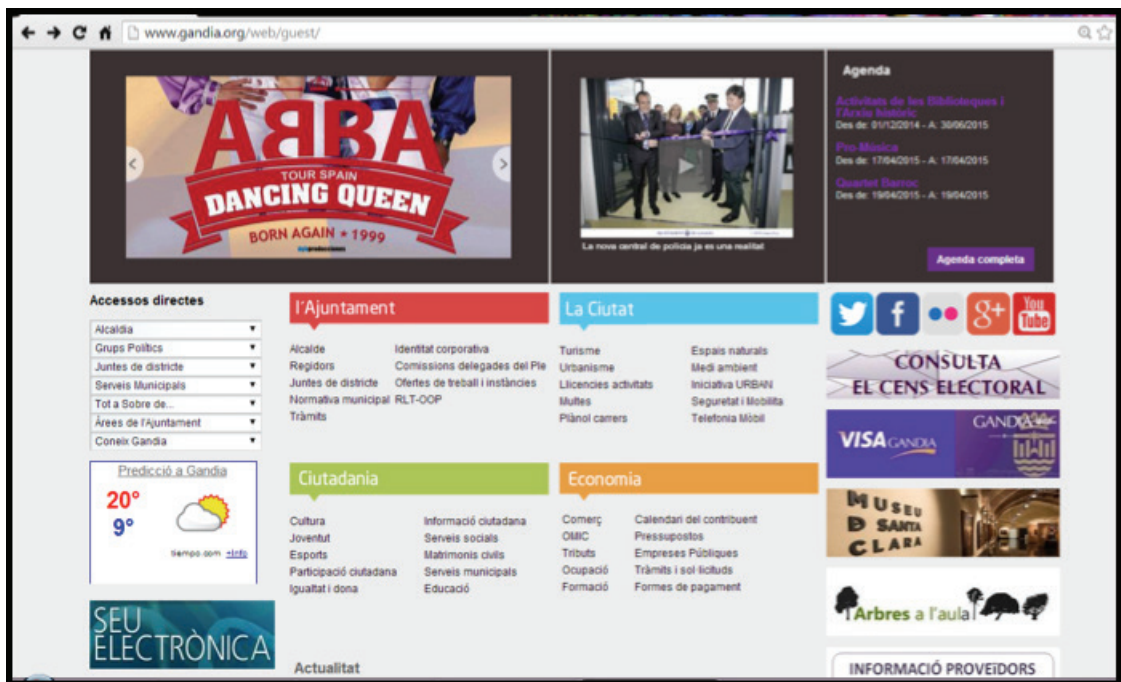 www.gandia.org/web/guest/
ABBA
TOUR SPAIN
DANCING QUEEN
BORN AGAIN ★ 1999
La nova central de policia ja es una realitat
Agenda
Activitats de les Biblioteques i
l'Arxiu històric
Des de: 01/12/2014 - A: 30/06/2015
Pro-Música
Des de: 17/04/2015 - A: 17/04/2015
Quartet Barroc
Des de: 19/04/2015 - A: 19/04/2015
Agenda completa
Accessos directes
Alcaldia
Grups Polítics
Juntes de districte
Serveis Municipals
Tot a Sobre de...
Àrees de l'Ajuntament
Coneix Gandia
Predicció a Gandia
20°
9°
tiempo.com +Info
SEU
ELECTRÒNICA
l'Ajuntament
Alcalde
Regidors
Juntes de districte
Normativa municipal
Tràmits
Identitat corporativa
Comissions delegades del Ple
Ofertes de treball i instàncies
RLT-OOP
La Ciutat
Turisme
Urbanisme
Llicencies activitats
Multes
Plànol carrers
Espais naturals
Medi ambient
Iniciativa URBAN
Seguretat i Mobilita
Telefonia Mòbil
Ciutadania
Cultura
Joventut
Esports
Participació ciutadana
Igualtat i dona
Informació ciutadana
Serveis socials
Matrimonis civils
Serveis municipals
Educació
Economia
Comerç
OMIC
Tributs
Ocupació
Formació
Calendari del contribuent
Pressupostos
Empreses Públiques
Tràmits i sol·licituds
Formes de pagament
Actualitat
You
Tube
CONSULTA
EL CENS ELECTORAL
VISA GANDIA
GANDIA
MUSEU
D SANTA
CLARA
Arbres a l'aula
INFORMACIÓ PROVEÏDORS